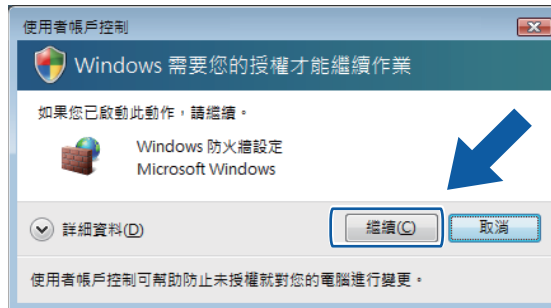 使用者帳戶控制
Windows 需要您的授權才能繼續作業
如果您已啟動此動作，請繼續。
Windows 防火牆設定
Microsoft Windows
詳細資料(D)
繼續(C)
取消
使用者帳戶控制可幫助防止未授權就對您的電腦進行變更。